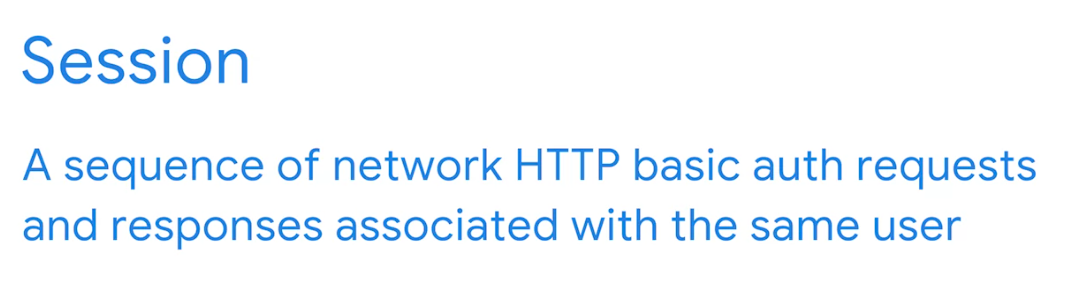 Session
A sequence of network HTTP basic auth requests
and responses associated with the same user